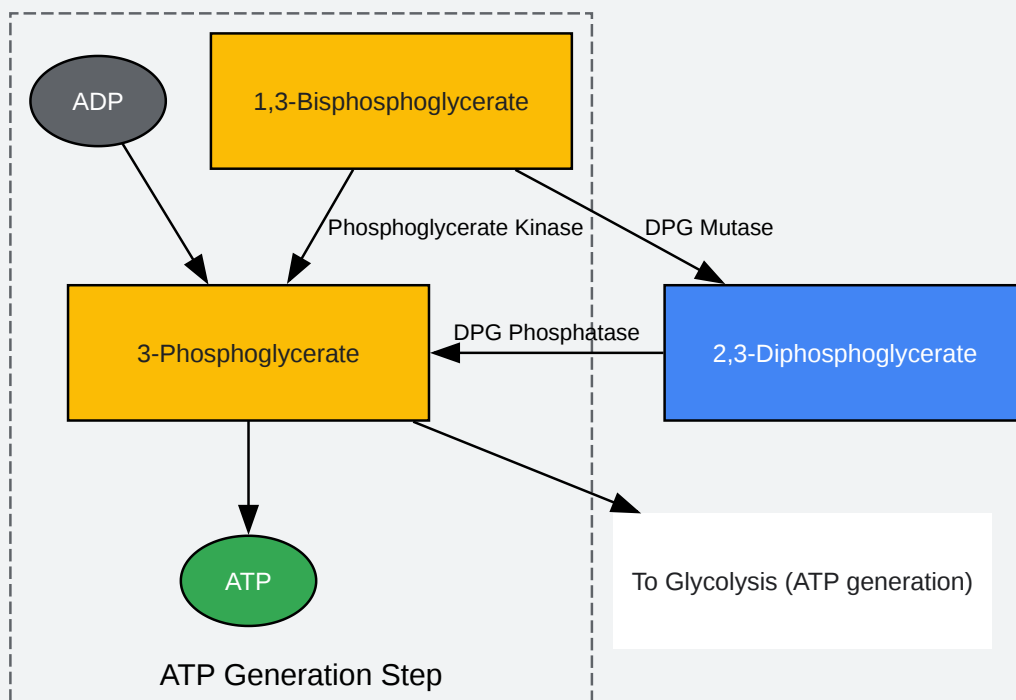 ADP
1,3-Bisphosphoglycerate
Phosphoglycerate Kinase
DPG Mutase
DPG Phosphatase
3-Phosphoglycerate
2,3-Diphosphoglycerate
ATP
To Glycolysis (ATP generation)
ATP Generation Step